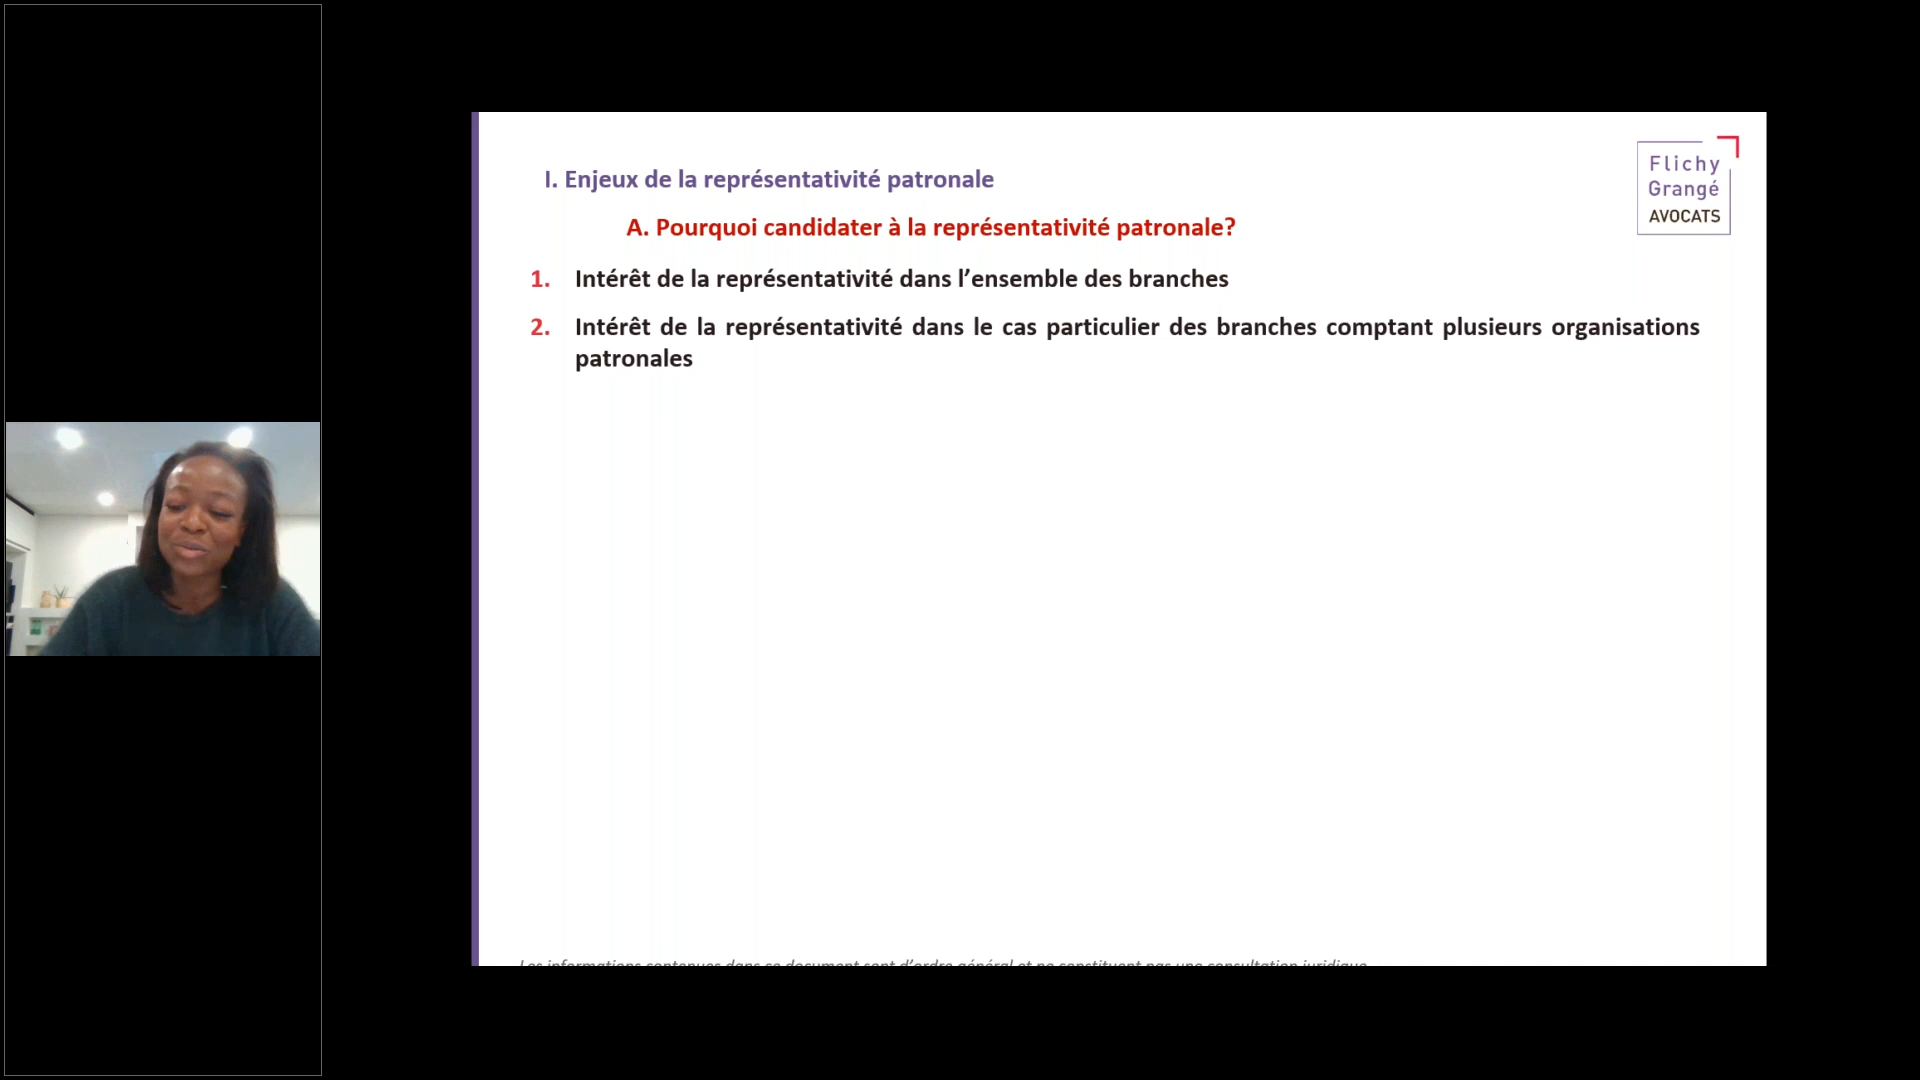 I. Enjeux de la représentativité patronale
A. Pourquoi candidater à la représentativité patronale?
1. Intérêt de la représentativité dans l’ensemble des branches
2. Intérêt de la représentativité dans le cas particulier des branches comptant plusieurs organisations
patronales
Flichy
Grangé
AVOCATS
Les informations contenues dans ce document sont d’ordre général et ne constituent pas une consultation juridique